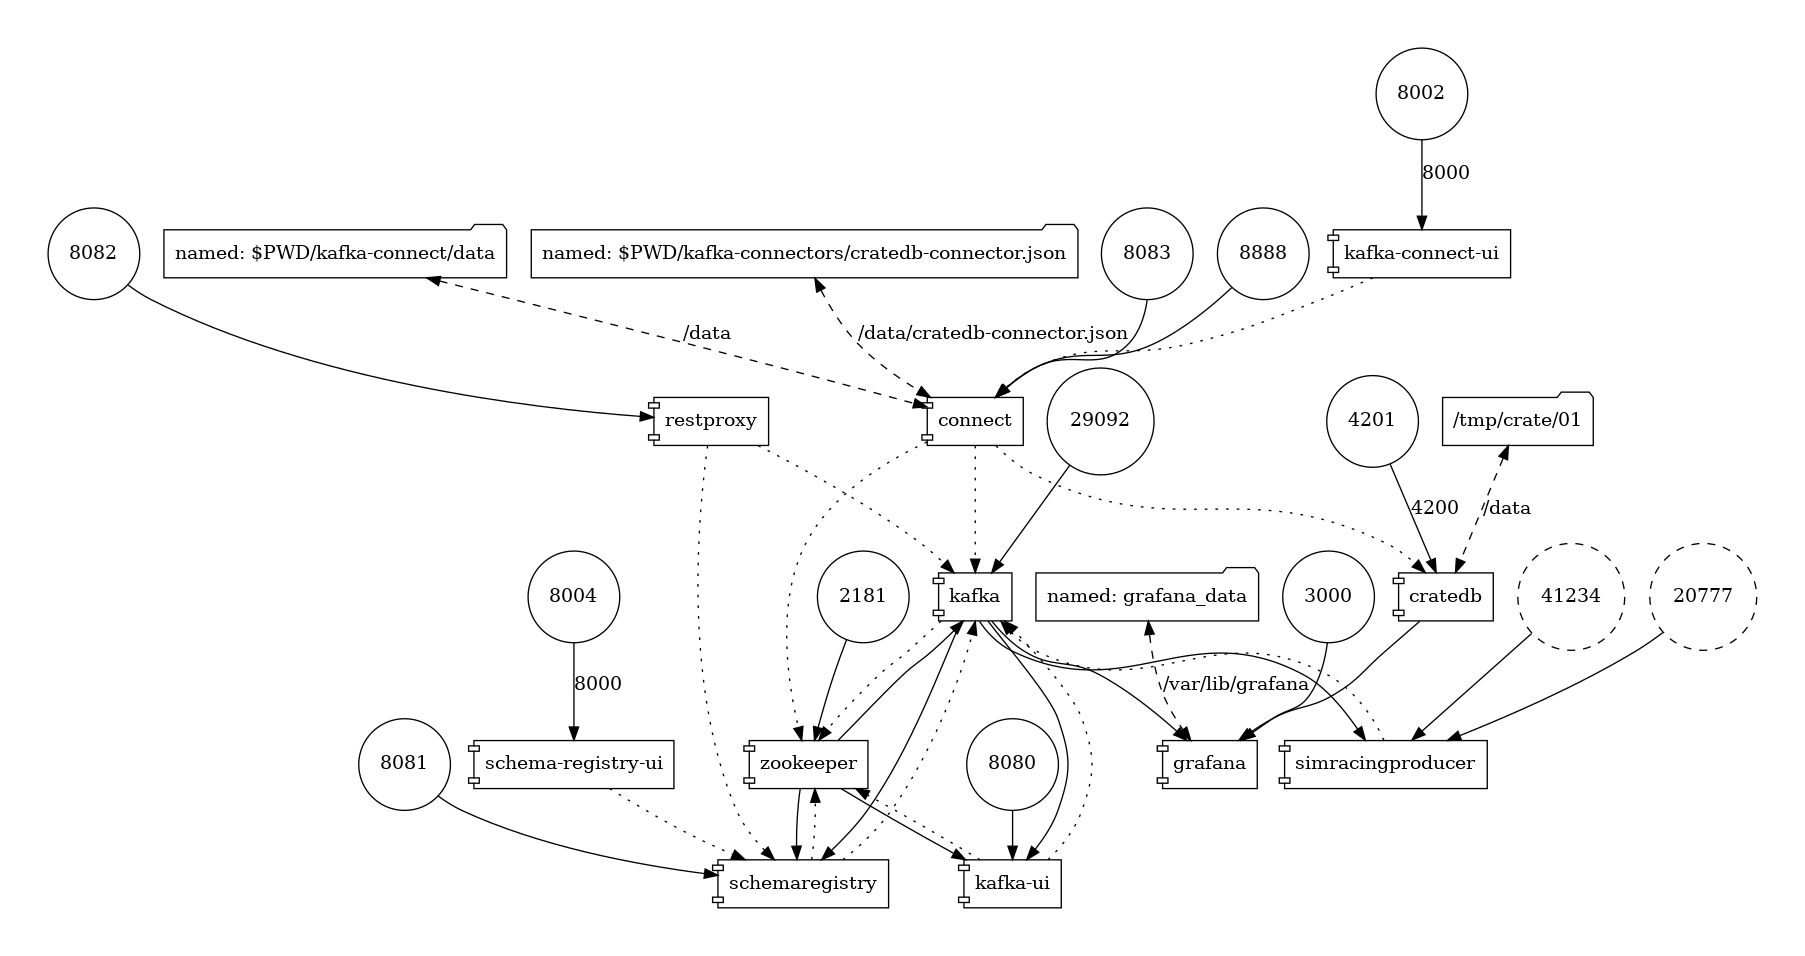 8002
8000
8082
named: $PWD/kafka-connect/data
named: $PWD/kafka-connectors/cratedb-connector.json
8083
8888
kafka-connect-ui
/data
/data/cratedb-connector.json
restproxy
connect
29092
4201
/tmp/crate/01
4200
/data
8004
2181
kafka
named: grafana_data
3000
cratedb
41234
20777
8000
/var/lib/grafana
8081
schema-registry-ui
zookeeper
8080
grafana
simracingproducer
schemaregistry
kafka-ui